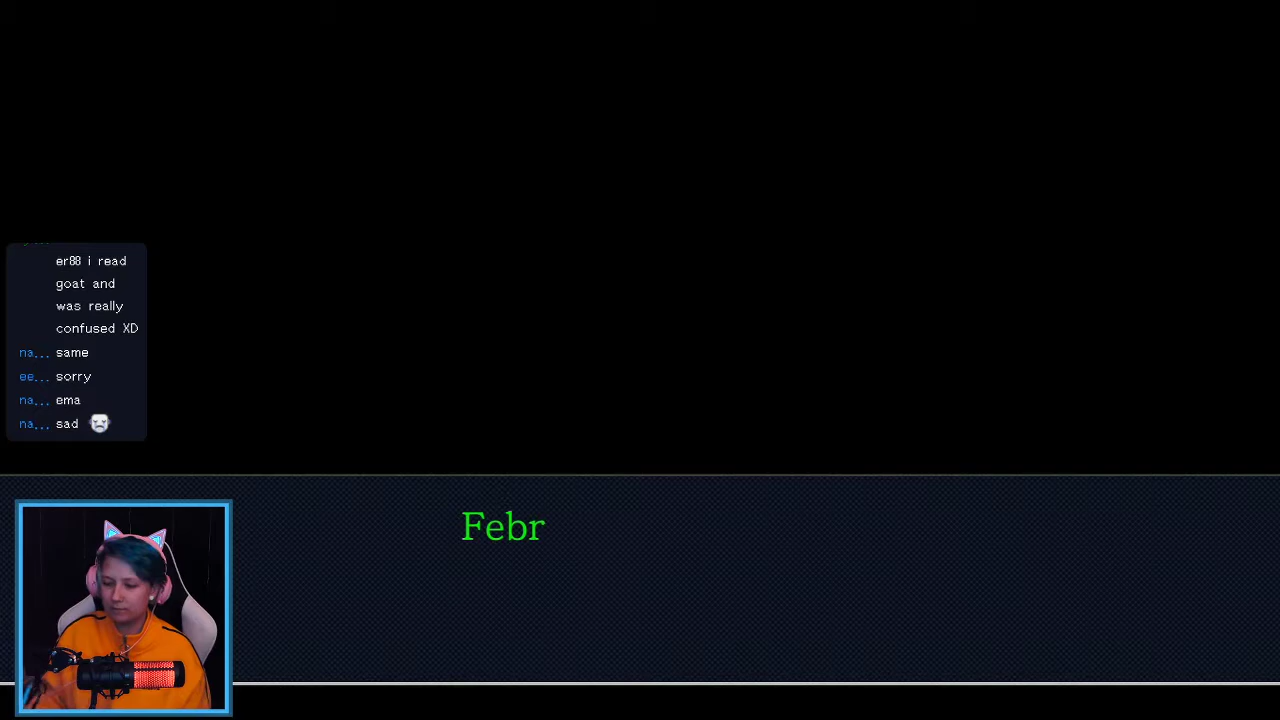 er88 i read
goat and
was really
confused XD
na... same
ee... sorry
na... ema
na... sad
Febr